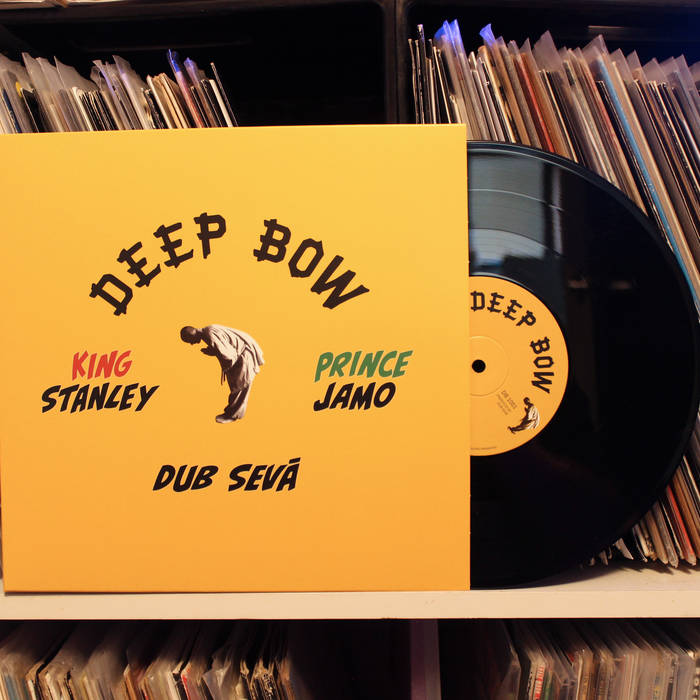 DEEP BOW
KING
STANLEY
PRINCE
JAMO
DUB SEVĀ
DEEP BOW